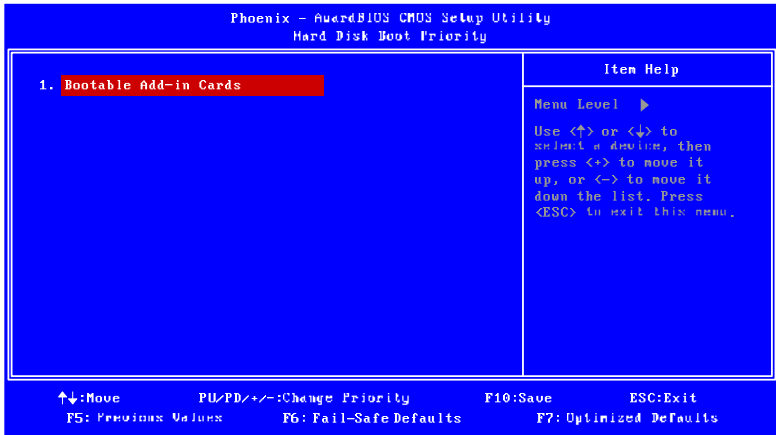 Phoenix - AwardBIOS CMOS Setup Utility
Hard Disk Boot Priority
1. Bootable Add-in Cards
Item Help
Menu Level ▶
Use <↑> or <↓> to
select a device, then
press <+> to move it
up, or <-> to move it
down the list. Press
<ESC> to exit this menu.
↑↓:Move PU/PD/+/-:Change Priority F10:Save ESC:Exit
F5: Previous Values F6: Fail-Safe Defaults F7: Optimized Defaults